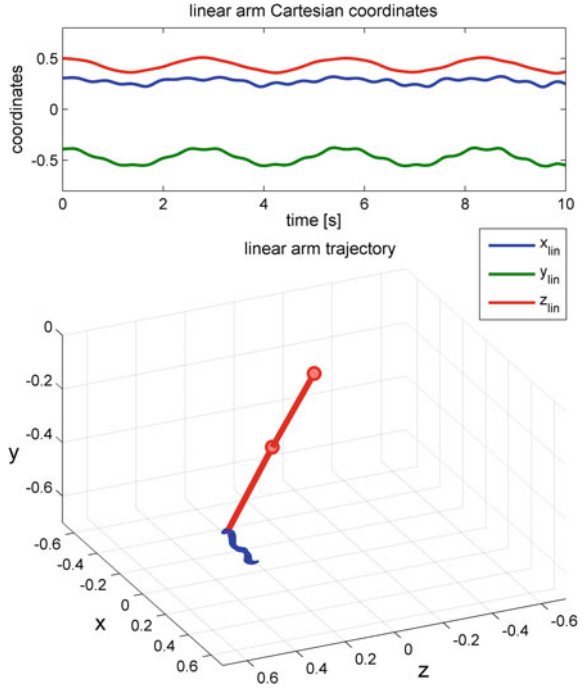 linear arm Cartesian coordinates
coordinates
0.5
0
-0.5
0 2 4 6 8 10
time [s]
x_lin
y_lin
z_lin
linear arm trajectory
0
-0.2
-0.4
-0.6
y
-0.6
-0.4
-0.2
0
0.2
0.4
0.6
x
0.6 0.4 0.2 0 -0.2 -0.4 -0.6
z